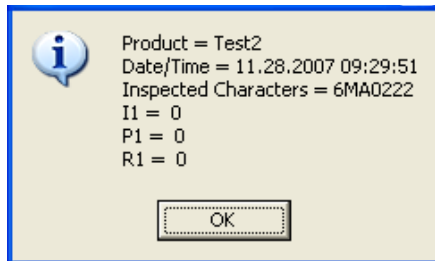 Product = Test2
Date/Time = 11.28.2007 09:29:51
Inspected Characters = 6MA0222
I1 = 0
P1 = 0
R1 = 0
OK